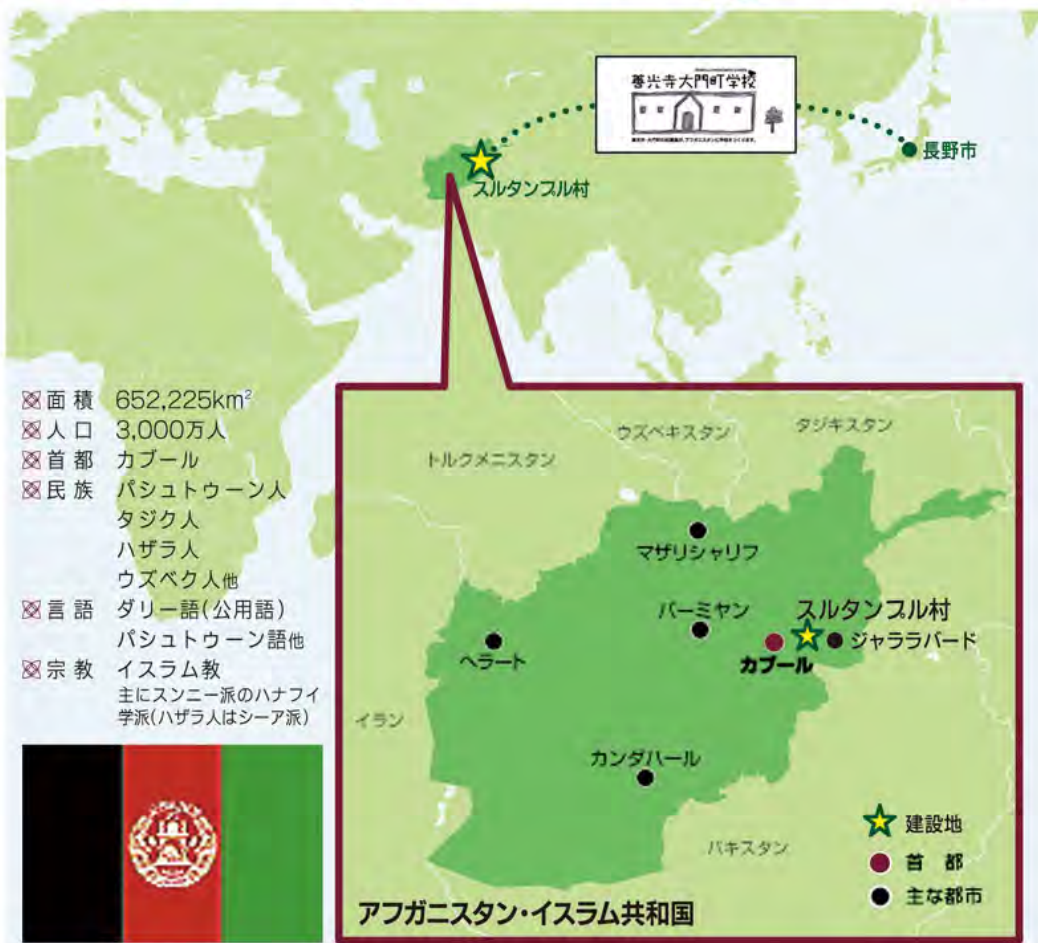 善光寺大門町学校
長野市
スルタンプル村
面積 652,225km²
人口 3,000万人
首都 カブール
民族 パシュトゥーン人
タジク人
ハザラ人
ウズベク人他
言語 ダリー語(公用語)
パシュトゥーン語他
宗教 イスラム教
主にスンニー派のハナフイ
学派(ハザラ人はシーア派)
ウズベキスタン
タジキスタン
トルクメニスタン
マザリシャリフ
バーミヤン
スルタンプル村
ジャララバード
カブール
ヘラート
イラン
カンダハール
パキスタン
建設地
首都
主な都市
アフガニスタン・イスラム共和国